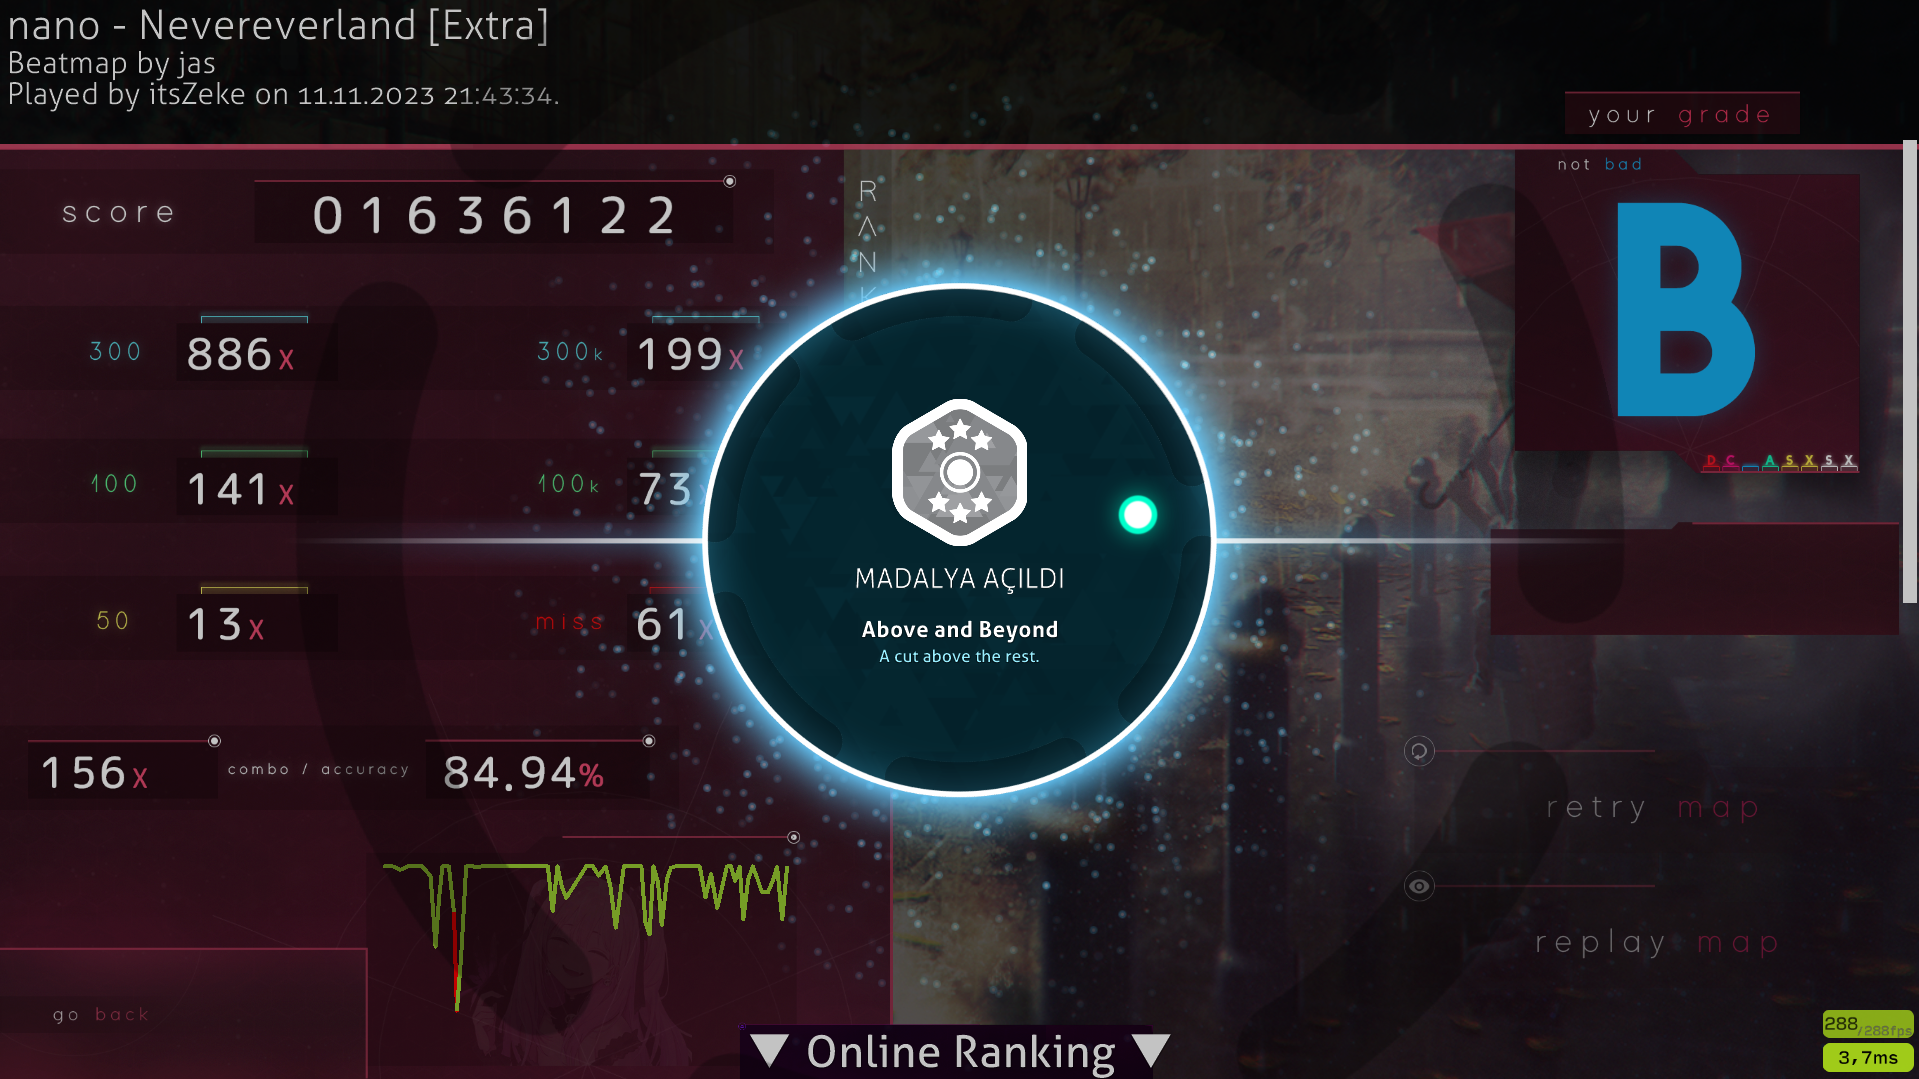 nano - Nevereverland [Extra]
Beatmap by jas
Played by itsZeke on 11.11.2023 21:43:34.
your grade
not bad
B
D C A S X S X
score 01636122
RANK
300 886x 300k 199x
100 141x 100k 73x
50 13x miss 61x
MADALYA AÇILDI
Above and Beyond
A cut above the rest.
156x combo / accuracy 84.94%
retry map
replay map
go back
Online Ranking
288/288fps
3,7ms